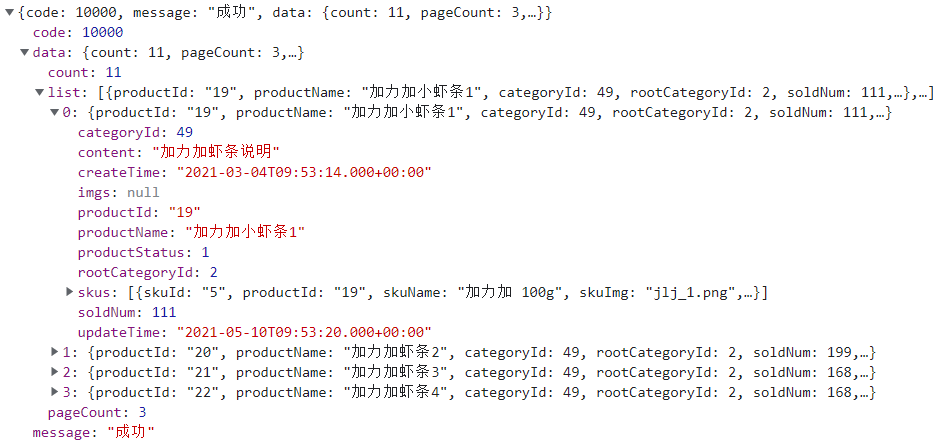 {code: 10000, message: "成功", data: {count: 11, pageCount: 3,…}}
code: 10000
data: {count: 11, pageCount: 3,…}
count: 11
list: [{productId: "19", productName: "加力加小虾条1", categoryId: 49, rootCategoryId: 2, soldNum: 111,…},…]
0: {productId: "19", productName: "加力加小虾条1", categoryId: 49, rootCategoryId: 2, soldNum: 111,…}
categoryId: 49
content: "加力加虾条说明"
createTime: "2021-03-04T09:53:14.000+00:00"
imgs: null
productId: "19"
productName: "加力加小虾条1"
productStatus: 1
rootCategoryId: 2
skus: [{skuId: "5", productId: "19", skuName: "加力加 100g", skuImg: "jlj_1.png",…}]
soldNum: 111
updateTime: "2021-05-10T09:53:20.000+00:00"
1: {productId: "20", productName: "加力加虾条2", categoryId: 49, rootCategoryId: 2, soldNum: 199,…}
2: {productId: "21", productName: "加力加虾条3", categoryId: 49, rootCategoryId: 2, soldNum: 168,…}
3: {productId: "22", productName: "加力加虾条4", categoryId: 49, rootCategoryId: 2, soldNum: 168,…}
pageCount: 3
message: "成功"